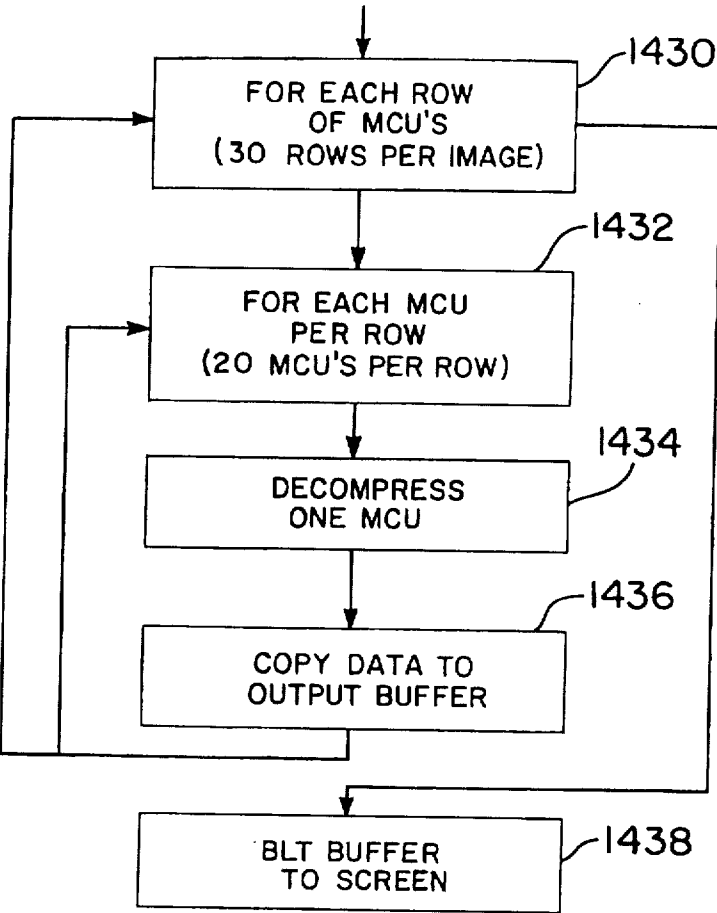 1430
FOR EACH ROW
OF MCU'S
(30 ROWS PER IMAGE)
1432
FOR EACH MCU
PER ROW
(20 MCU'S PER ROW)
1434
DECOMPRESS
ONE MCU
1436
COPY DATA TO
OUTPUT BUFFER
BLT BUFFER
TO SCREEN
1438